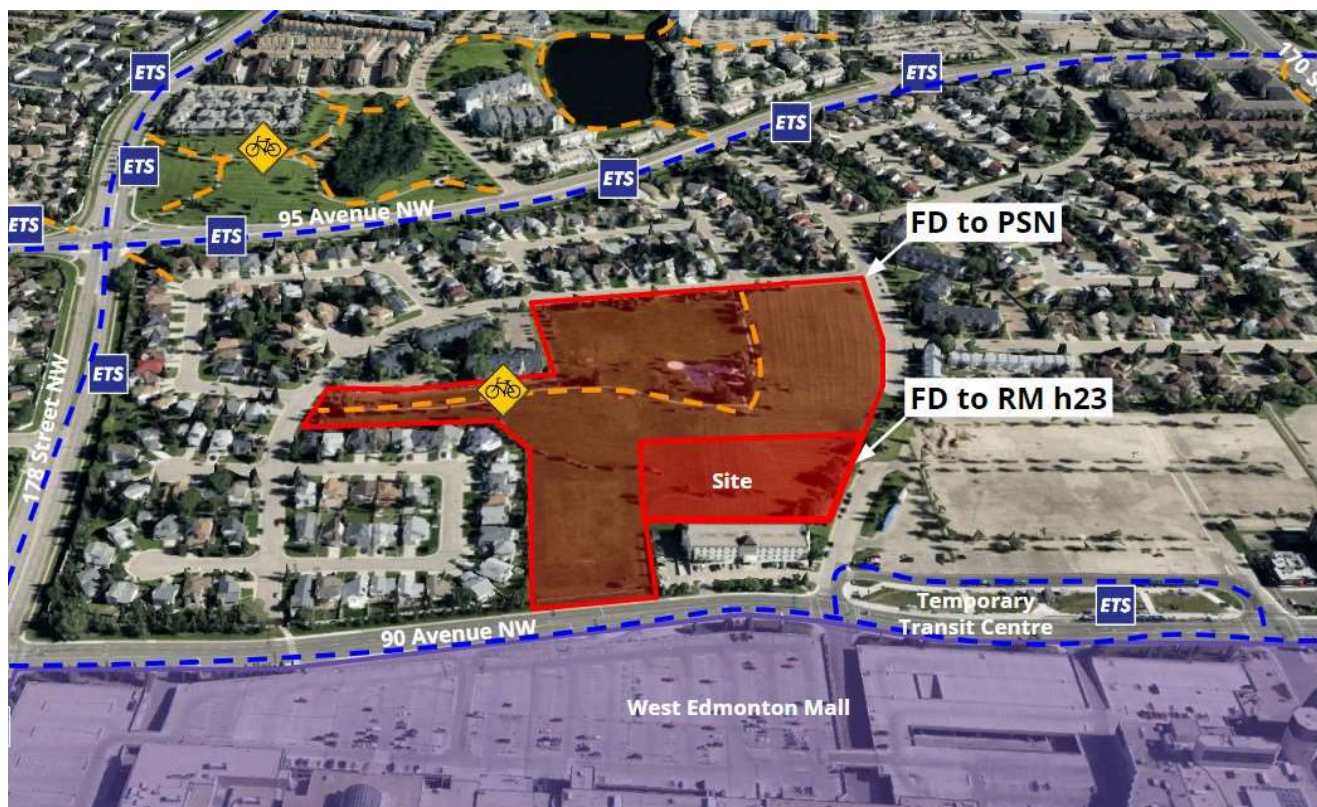 ETS
ETS
170 S
ETS
ETS
ETS
95 Avenue NW
ETS
ETS
FD to PSN
178 Street NW
ETS
FD to RM h23
Site
Temporary
Transit Centre
ETS
90 Avenue NW
West Edmonton Mall